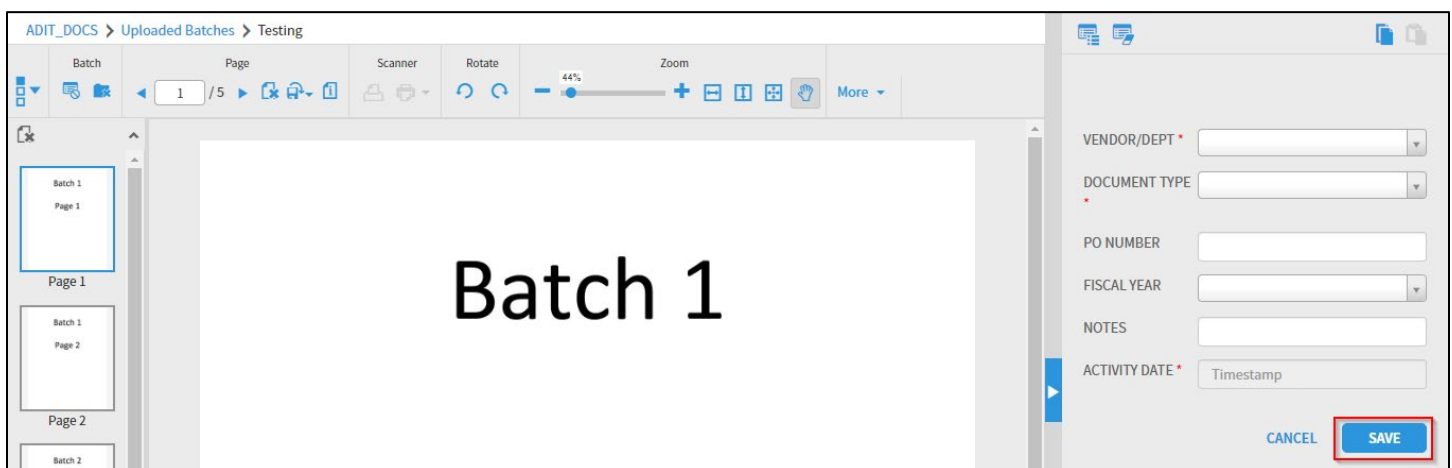 ADIT_DOCS > Uploaded Batches > Testing
Batch
Page
Scanner
Rotate
Zoom
44%
1 /5
More
Batch 1
Page 1
Page 1
Batch 1
Page 2
Page 2
Batch 2
Batch 1
VENDOR/DEPT *
DOCUMENT TYPE
*
PO NUMBER
FISCAL YEAR
NOTES
ACTIVITY DATE * Timestamp
CANCEL SAVE